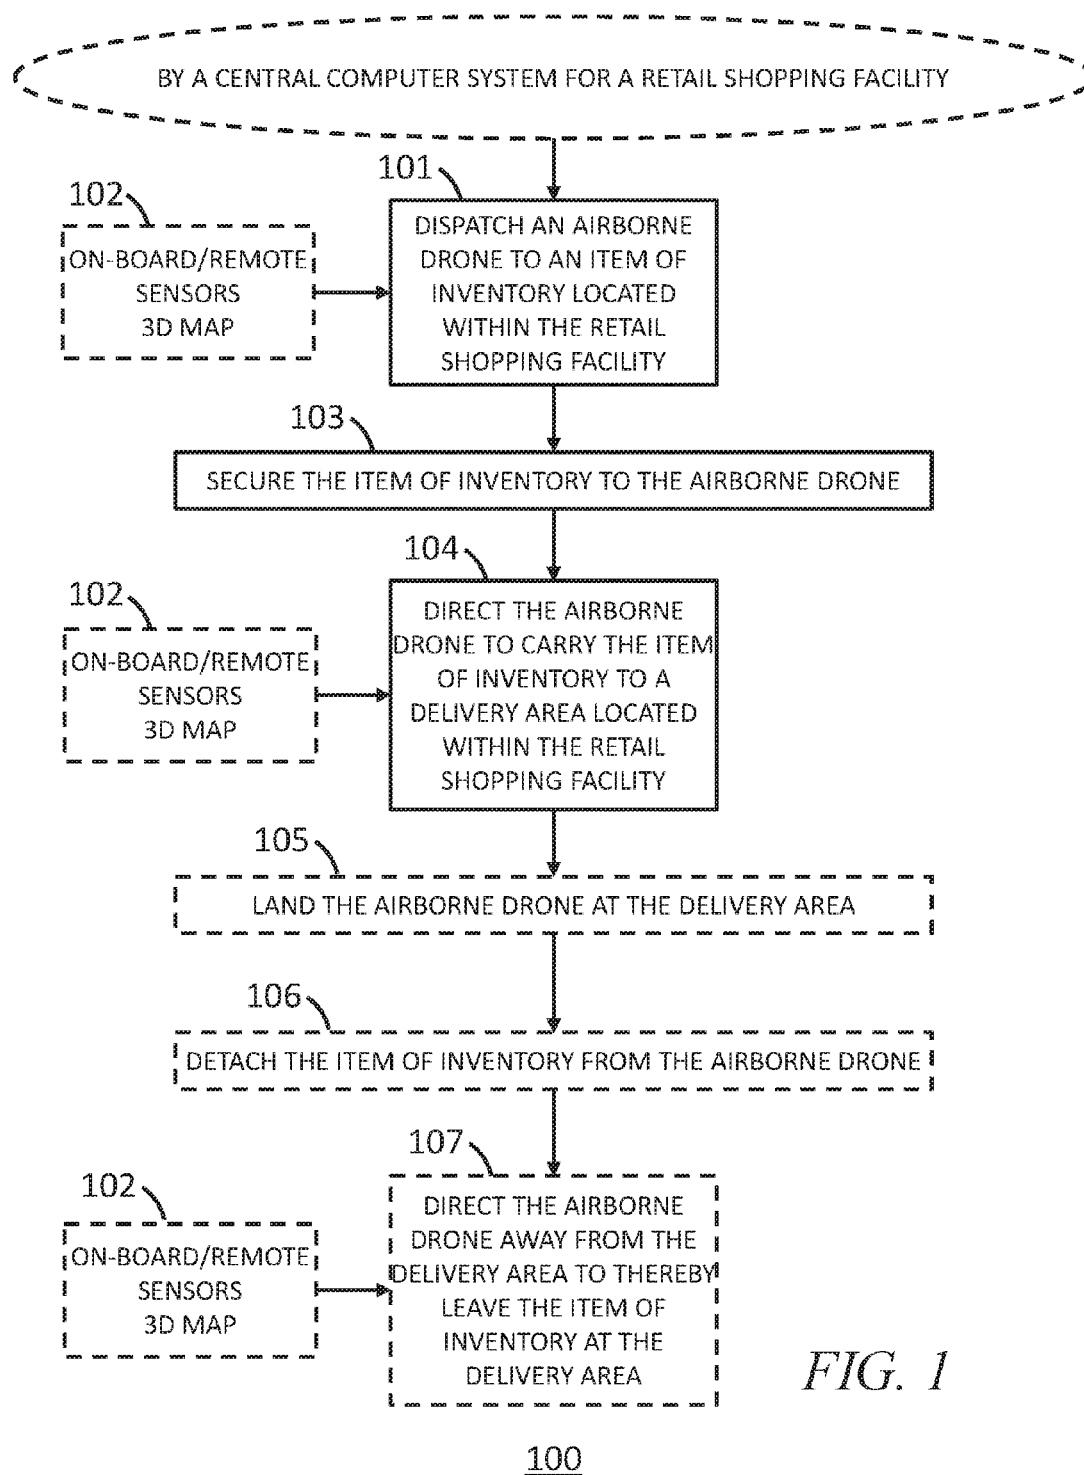 BY A CENTRAL COMPUTER SYSTEM FOR A RETAIL SHOPPING FACILITY
101
102
DISPATCH AN AIRBORNE
DRONE TO AN ITEM OF
INVENTORY LOCATED
WITHIN THE RETAIL
SHOPPING FACILITY
ON-BOARD/REMOTE
SENSORS
3D MAP
103
SECURE THE ITEM OF INVENTORY TO THE AIRBORNE DRONE
104
102
DIRECT THE AIRBORNE
DRONE TO CARRY THE ITEM
OF INVENTORY TO A
DELIVERY AREA LOCATED
WITHIN THE RETAIL
SHOPPING FACILITY
ON-BOARD/REMOTE
SENSORS
3D MAP
105
LAND THE AIRBORNE DRONE AT THE DELIVERY AREA
106
DETACH THE ITEM OF INVENTORY FROM THE AIRBORNE DRONE
107
102
DIRECT THE AIRBORNE
DRONE AWAY FROM THE
DELIVERY AREA TO THEREBY
LEAVE THE ITEM OF
INVENTORY AT THE
DELIVERY AREA
ON-BOARD/REMOTE
SENSORS
3D MAP
FIG. 1
100